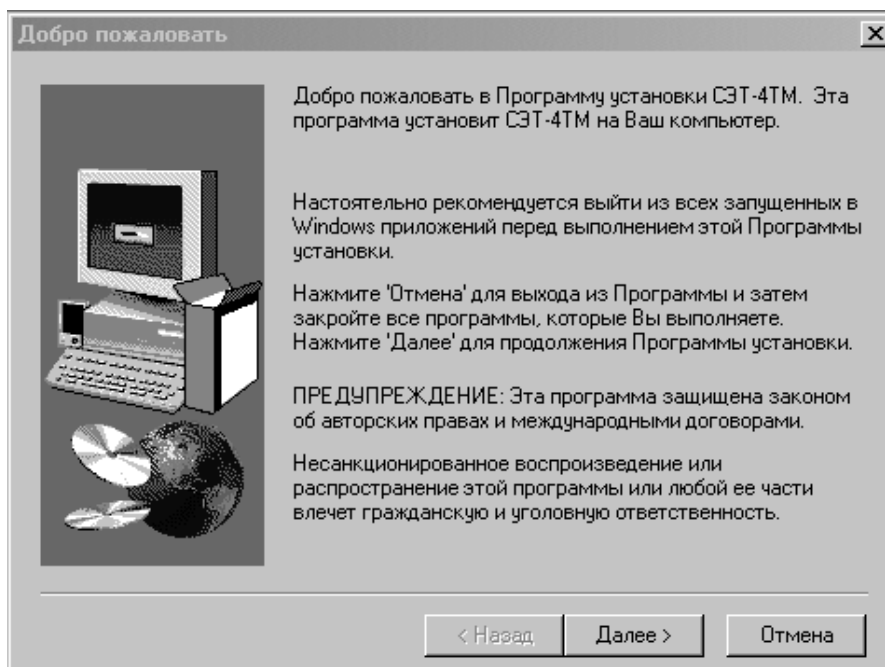 Добро пожаловать
Добро пожаловать в Программу установки СЭТ-4ТМ. Эта
программа установит СЭТ-4ТМ на Ваш компьютер.
Настоятельно рекомендуется выйти из всех запущенных в
Windows приложений перед выполнением этой Программы
установки.
Нажмите 'Отмена' для выхода из Программы и затем
закройте все программы, которые Вы выполняете.
Нажмите 'Далее' для продолжения Программы установки.
ПРЕДУПРЕЖДЕНИЕ: Эта программа защищена законом
об авторских правах и международными договорами.
Несанкционированное воспроизведение или
распространение этой программы или любой ее части
влечет гражданскую и уголовную ответственность.
< Назад
Далее >
Отмена